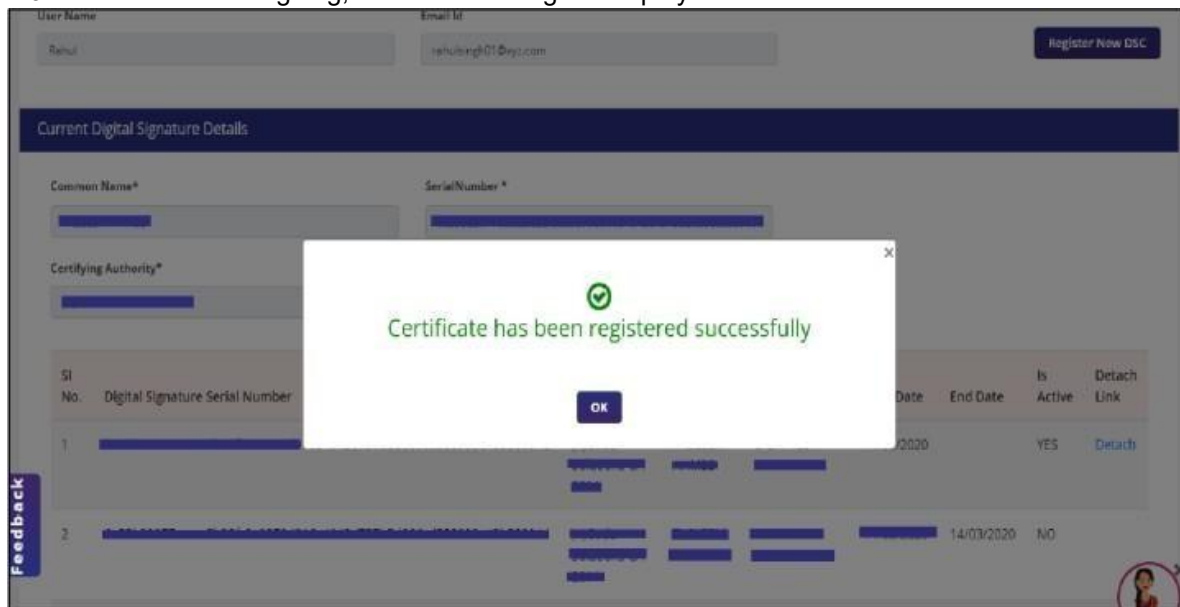 User Name Email Id
Rahul rahulsingh01@xyz.com
Register New DSC
Current Digital Signature Details
Common Name* SerialNumber *
Certifying Authority*
×
Certificate has been registered successfully
OK
Sl No. Digital Signature Serial Number Date End Date Is Active Detach Link
1 /2020 YES Detach
2 14/03/2020 NO
Feedback